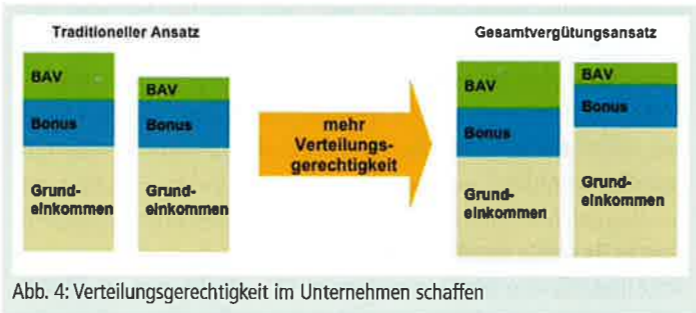 Traditioneller Ansatz
BAV
Bonus
Grund-
einkommen
BAV
Bonus
Grund-
einkommen
mehr
Verteilungs-
gerechtigkeit
Gesamtvergütungsansatz
BAV
Bonus
Grund-
einkommen
BAV
Bonus
Grund-
einkommen
Abb. 4: Verteilungsgerechtigkeit im Unternehmen schaffen